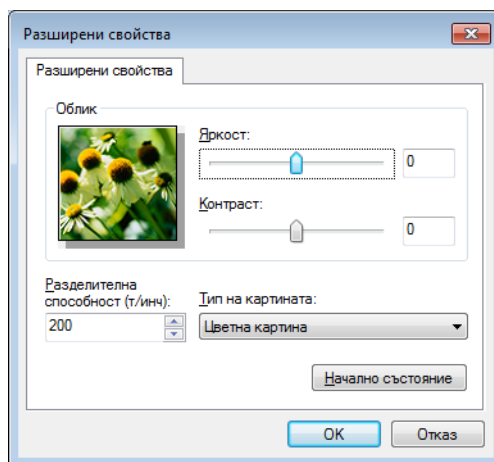 Разширени свойства
Разширени свойства
Облик
Яркост:
0
Контраст:
0
Разделителна
способност (т/инч):
200
Тип на картината:
Цветна картина
Начално състояние
OK
Отказ